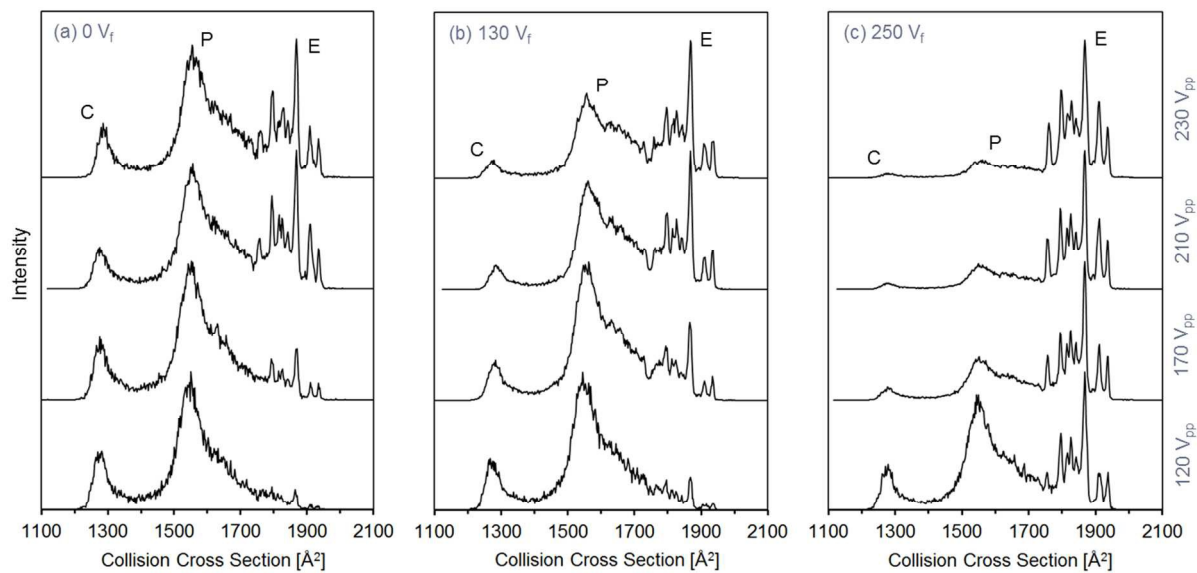 (a) 0 Vf
(b) 130 Vf
(c) 250 Vf
C
P
E
C
P
E
C
P
E
Intensity
230 Vpp
210 Vpp
170 Vpp
120 Vpp
1100 1300 1500 1700 1900 2100
1100 1300 1500 1700 1900 2100
1100 1300 1500 1700 1900 2100
Collision Cross Section [Å²]
Collision Cross Section [Å²]
Collision Cross Section [Å²]